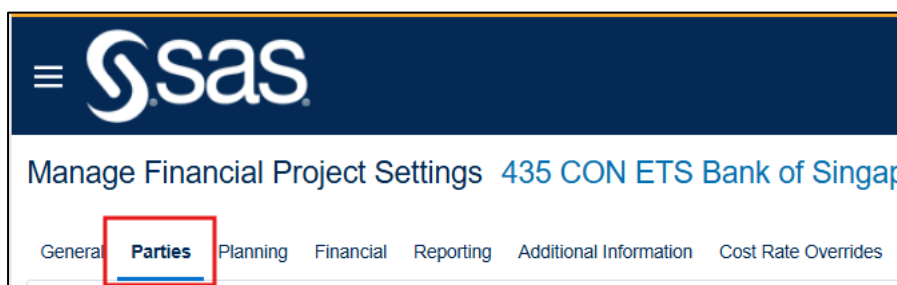 sas
Manage Financial Project Settings 435 CON ETS Bank of Singap
General Parties Planning Financial Reporting Additional Information Cost Rate Overrides